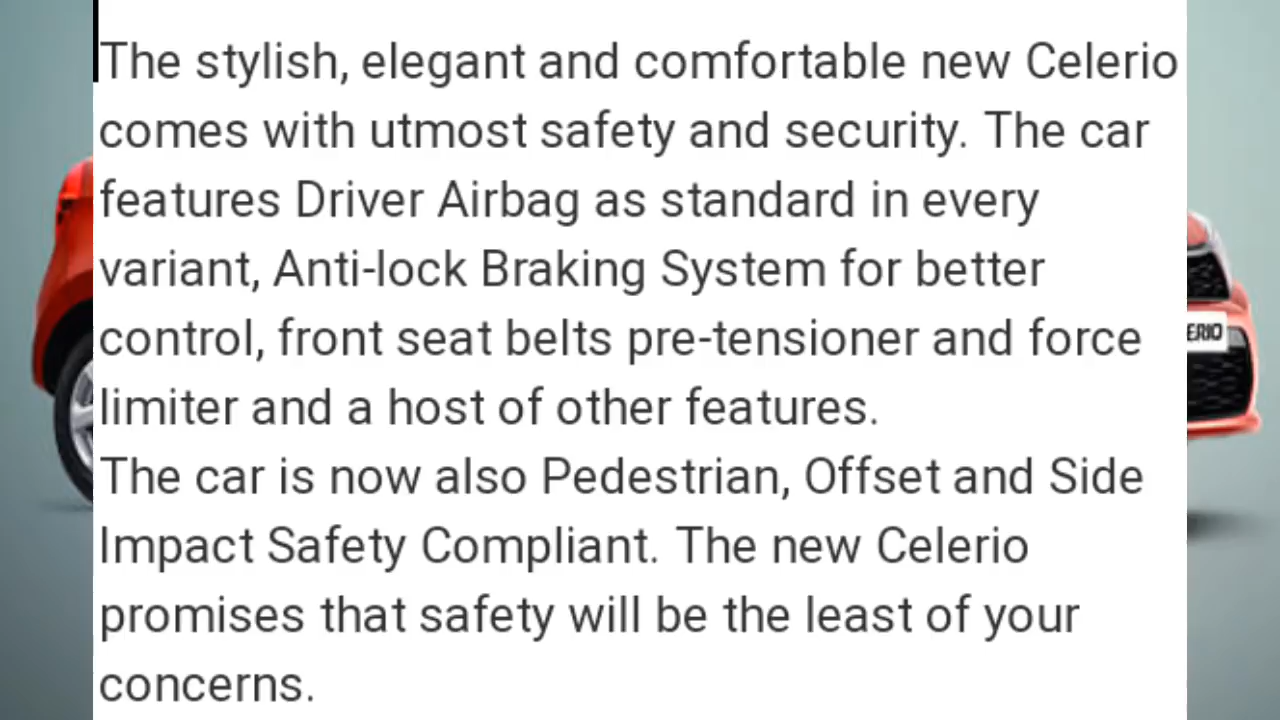 The stylish, elegant and comfortable new Celerio
comes with utmost safety and security. The car
features Driver Airbag as standard in every
variant, Anti-lock Braking System for better
control, front seat belts pre-tensioner and force
limiter and a host of other features.
The car is now also Pedestrian, Offset and Side
Impact Safety Compliant. The new Celerio
promises that safety will be the least of your
concerns.
ERIO